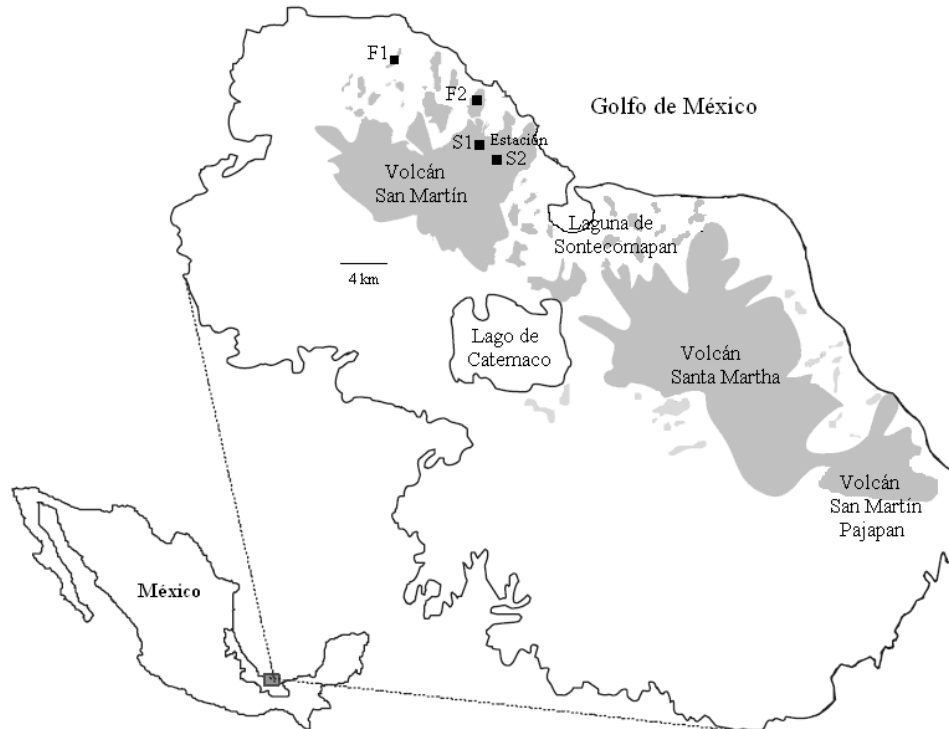 F1
F2
Golfo de México
S1
Estación
S2
Volcán
San Martín
Laguna de
Sontecomapan
4 km
Lago de
Catemaco
Volcán
Santa Martha
Volcán
San Martín
Pajapan
México